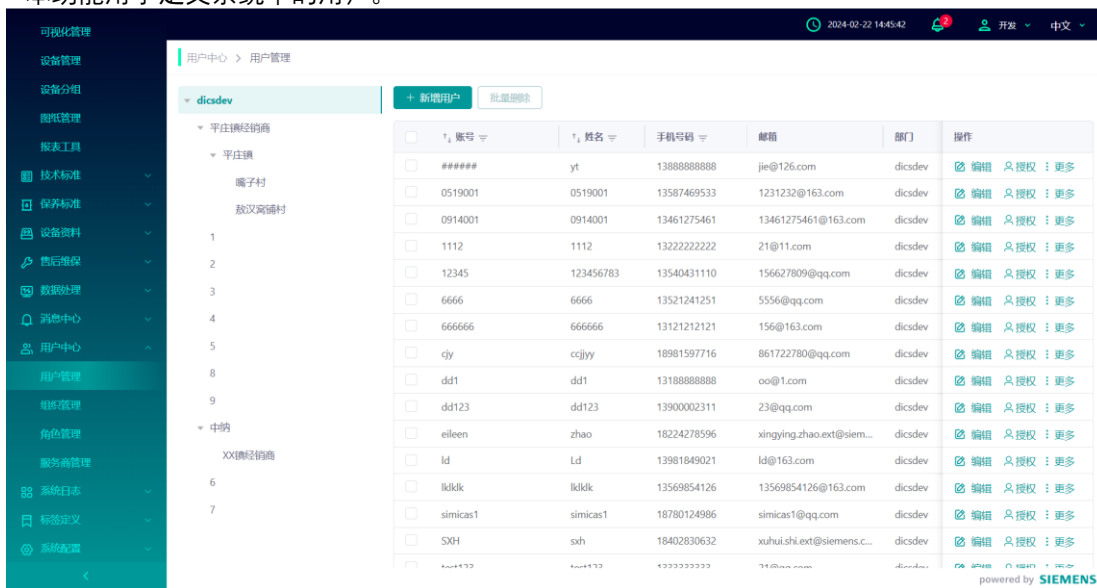 本功能用于定义系统中的用户。
2024-02-22 14:45:42 2 开发 中文
可视化管理
设备管理
设备分组
图纸管理
报表工具
技术标准
保养标准
设备资料
售后维保
数据处理
消息中心
用户中心
用户管理
组织管理
角色管理
服务商管理
系统日志
标签定义
系统配置
用户中心 > 用户管理
dicsdev
平庄镇经销商
平庄镇
嘴子村
敖汉窝铺村
1
2
3
4
5
8
9
中纳
XX镇经销商
6
7
+ 新增用户 批量删除
账号 姓名 手机号码 邮箱 部门 操作
###### yt 13888888888 jie@126.com dicsdev 编辑 授权 更多
0519001 0519001 13587469533 1231232@163.com dicsdev 编辑 授权 更多
0914001 0914001 13461275461 13461275461@163.com dicsdev 编辑 授权 更多
1112 1112 13222222222 21@11.com dicsdev 编辑 授权 更多
12345 123456783 13540431110 156627809@qq.com dicsdev 编辑 授权 更多
6666 6666 13521241251 5556@qq.com dicsdev 编辑 授权 更多
666666 666666 13121212121 156@163.com dicsdev 编辑 授权 更多
cjy ccjjyy 18981597716 861722780@qq.com dicsdev 编辑 授权 更多
dd1 dd1 13188888888 oo@1.com dicsdev 编辑 授权 更多
dd123 dd123 13900002311 23@qq.com dicsdev 编辑 授权 更多
eileen zhao 18224278596 xingying.zhao.ext@siem... dicsdev 编辑 授权 更多
ld Ld 13981849021 ld@163.com dicsdev 编辑 授权 更多
lklklk lklklk 13569854126 13569854126@163.com dicsdev 编辑 授权 更多
simicas1 simicas1 18780124986 simicas1@qq.com dicsdev 编辑 授权 更多
SXH sxh 18402830632 xuhui.shi.ext@siemens.c... dicsdev 编辑 授权 更多
powered by SIEMENS